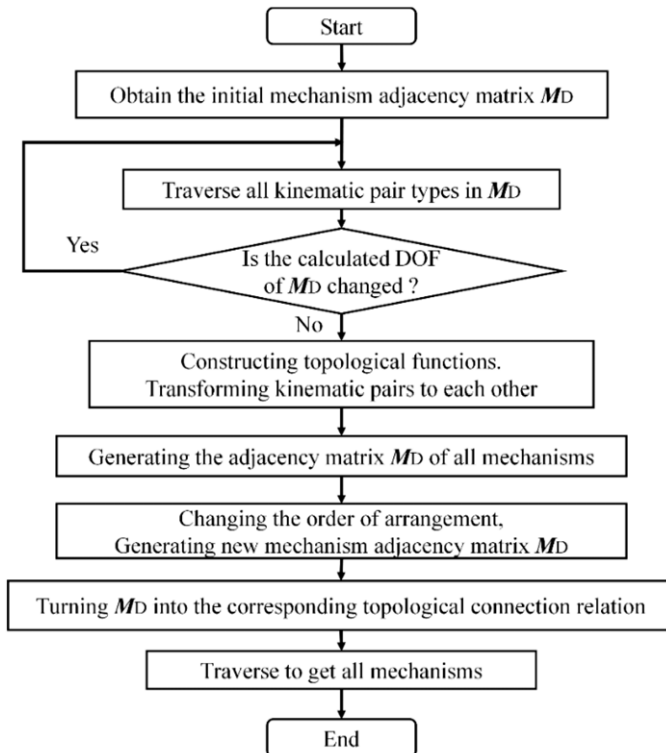 Start
Obtain the initial mechanism adjacency matrix MD
Traverse all kinematic pair types in MD
Yes
Is the calculated DOF
of MD changed ?
No
Constructing topological functions.
Transforming kinematic pairs to each other
Generating the adjacency matrix MD of all mechanisms
Changing the order of arrangement,
Generating new mechanism adjacency matrix MD
Turning MD into the corresponding topological connection relation
Traverse to get all mechanisms
End